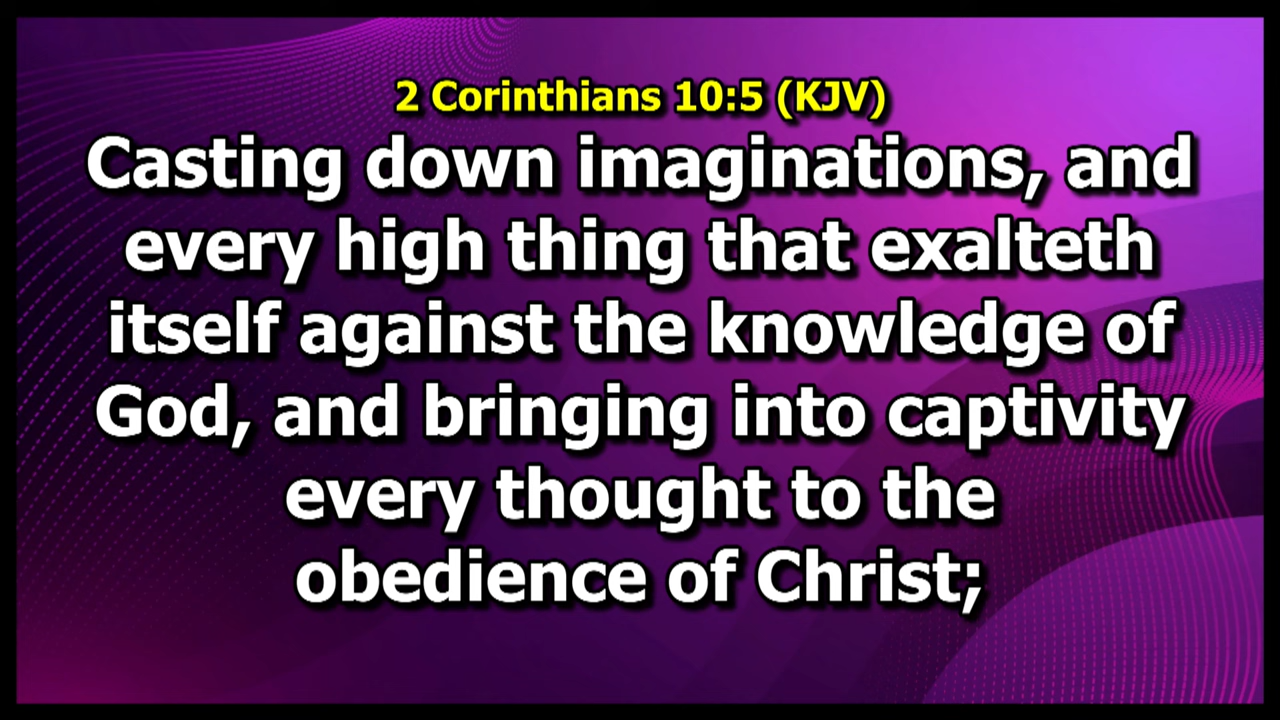 2 Corinthians 10:5 (KJV)
Casting down imaginations, and
every high thing that exalteth
itself against the knowledge of
God, and bringing into captivity
every thought to the
obedience of Christ;